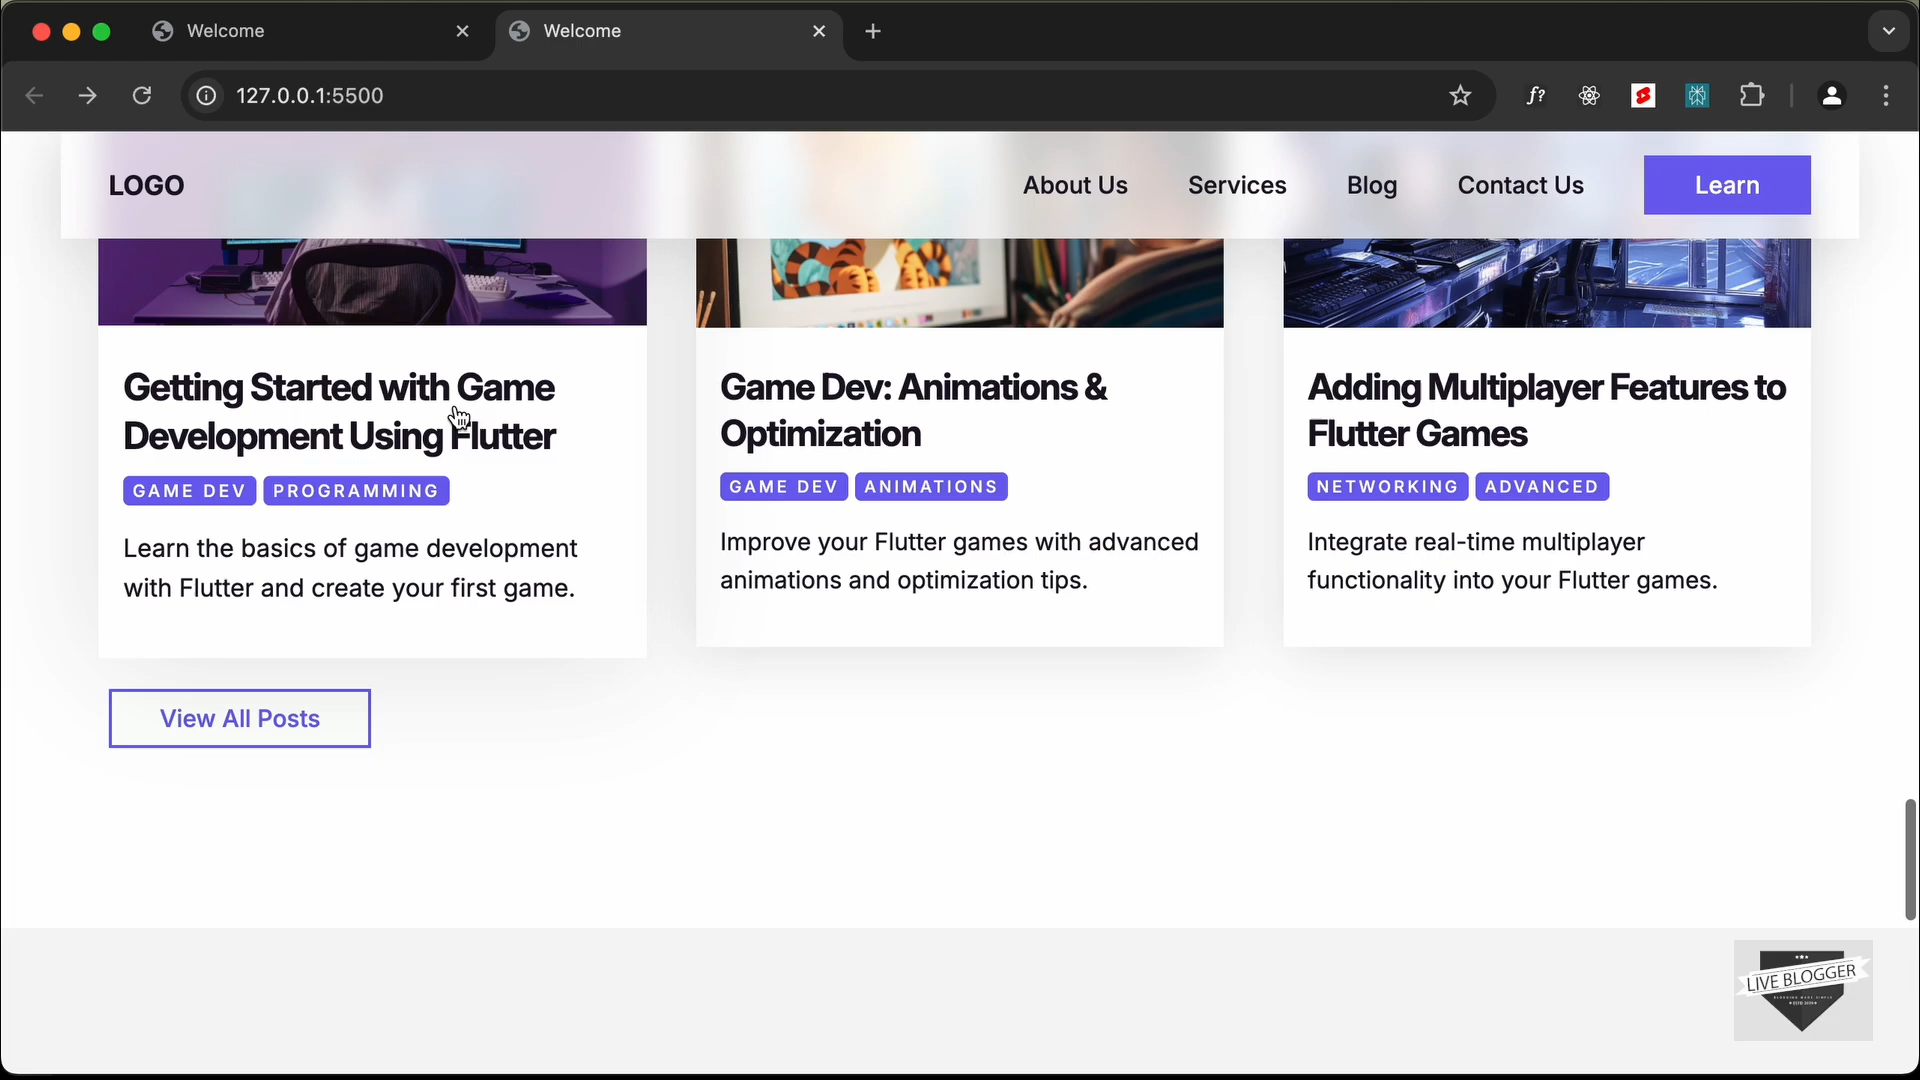 Welcome
Welcome
127.0.0.1:5500
f?
LOGO
About Us
Services
Blog
Contact Us
Learn
Getting Started with Game
Development Using Flutter
GAME DEV
PROGRAMMING
Learn the basics of game development
with Flutter and create your first game.
Game Dev: Animations &
Optimization
GAME DEV
ANIMATIONS
Improve your Flutter games with advanced
animations and optimization tips.
Adding Multiplayer Features to
Flutter Games
NETWORKING
ADVANCED
Integrate real-time multiplayer
functionality into your Flutter games.
View All Posts
LIVE BLOGGER